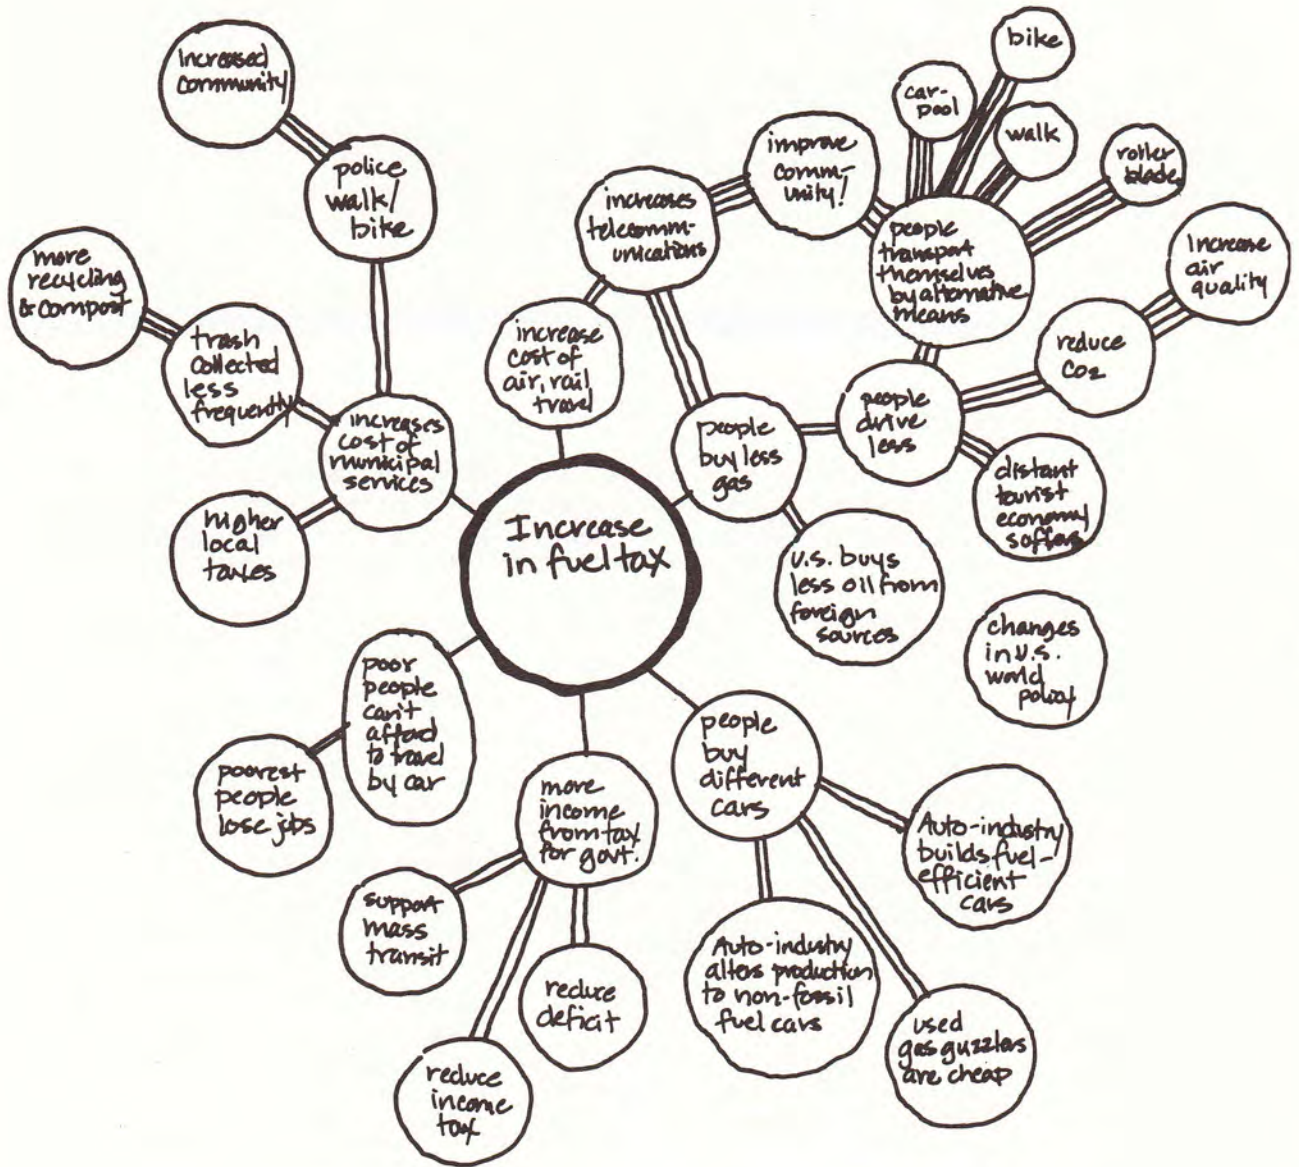 Increased
community
police
walk/
bike
more
recycling
& compost
trash
collected
less
frequently
increases
cost of
municipal
services
higher
local
taxes
increase
cost of
air, rail
travel
increases
telecomm-
unications
improve
comm-
unity!
car-
pool
bike
walk
roller
blade
people
transport
themselves
by alternative
means
Increase
air
quality
reduce
CO2
people
drive
less
people
buy less
gas
distant
tourist
economy
suffers
U.S. buys
less oil from
foreign
sources
changes
in U.S.
world
policy
Increase
in fuel tax
poor
people
can't
afford
to travel
by car
poorest
people
lose jobs
more
income
from tax
for govt.
support
mass
transit
reduce
income
tax
reduce
deficit
people
buy
different
cars
Auto-industry
builds fuel-
efficient
cars
Auto-industry
alters production
to non-fossil
fuel cars
used
gas guzzlers
are cheap